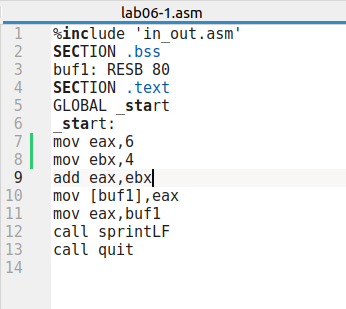 lab06-1.asm
1 %include 'in_out.asm'
2 SECTION .bss
3 buf1: RESB 80
4 SECTION .text
5 GLOBAL _start
6 _start:
7 mov eax,6
8 mov ebx,4
9 add eax,ebx
10 mov [buf1],eax
11 mov eax,buf1
12 call sprintLF
13 call quit
14